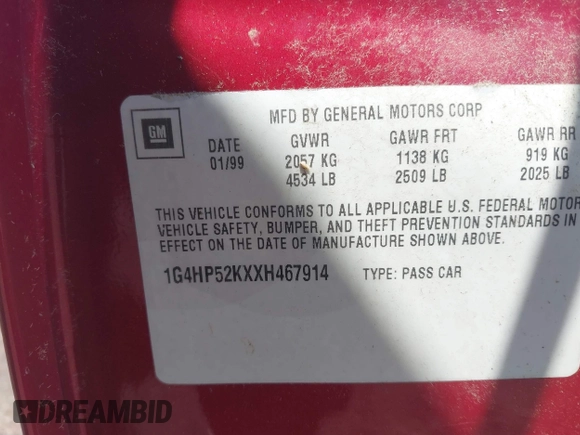 MFD BY GENERAL MOTORS CORP
GM DATE GVWR GAWR FRT GAWR RR
01/99 2057 KG 1138 KG 919 KG
4534 LB 2509 LB 2025 LB
THIS VEHICLE CONFORMS TO ALL APPLICABLE U.S. FEDERAL MOTOR
VEHICLE SAFETY, BUMPER, AND THEFT PREVENTION STANDARDS IN
EFFECT ON THE DATE OF MANUFACTURE SHOWN ABOVE.
1G4HP52KXXH467914 TYPE: PASS CAR
DREAMBID